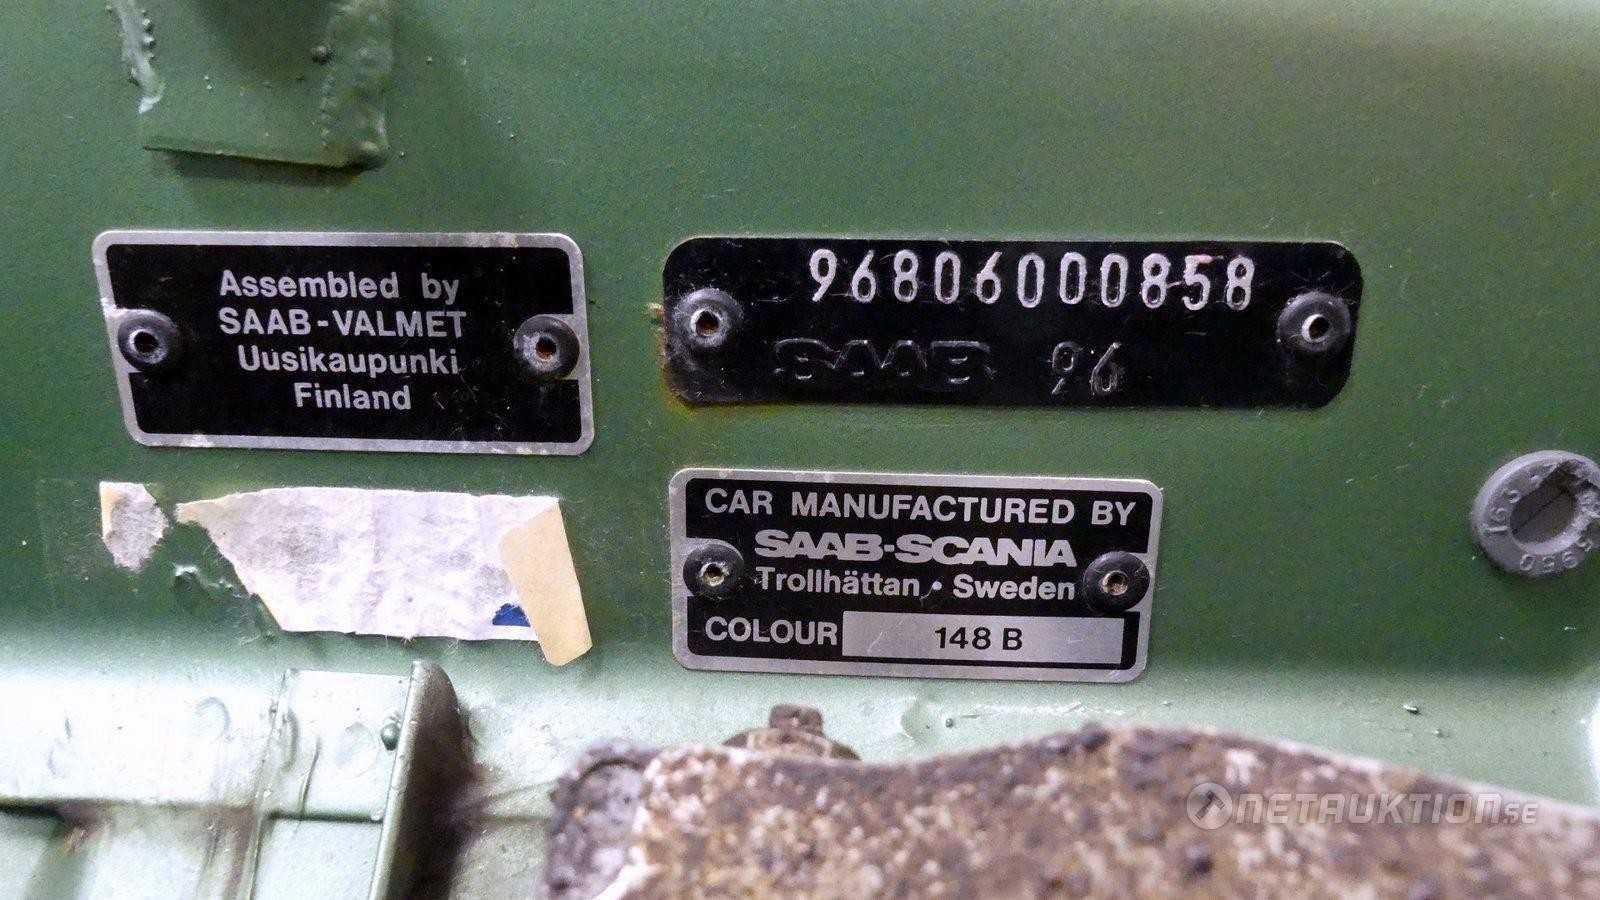 Assembled by
SAAB-VALMET
Uusikaupunki
Finland
96806000858
SAAB 96
CAR MANUFACTURED BY
SAAB-SCANIA
Trollhättan · Sweden
COLOUR 148 B
NETAUKTION.SE